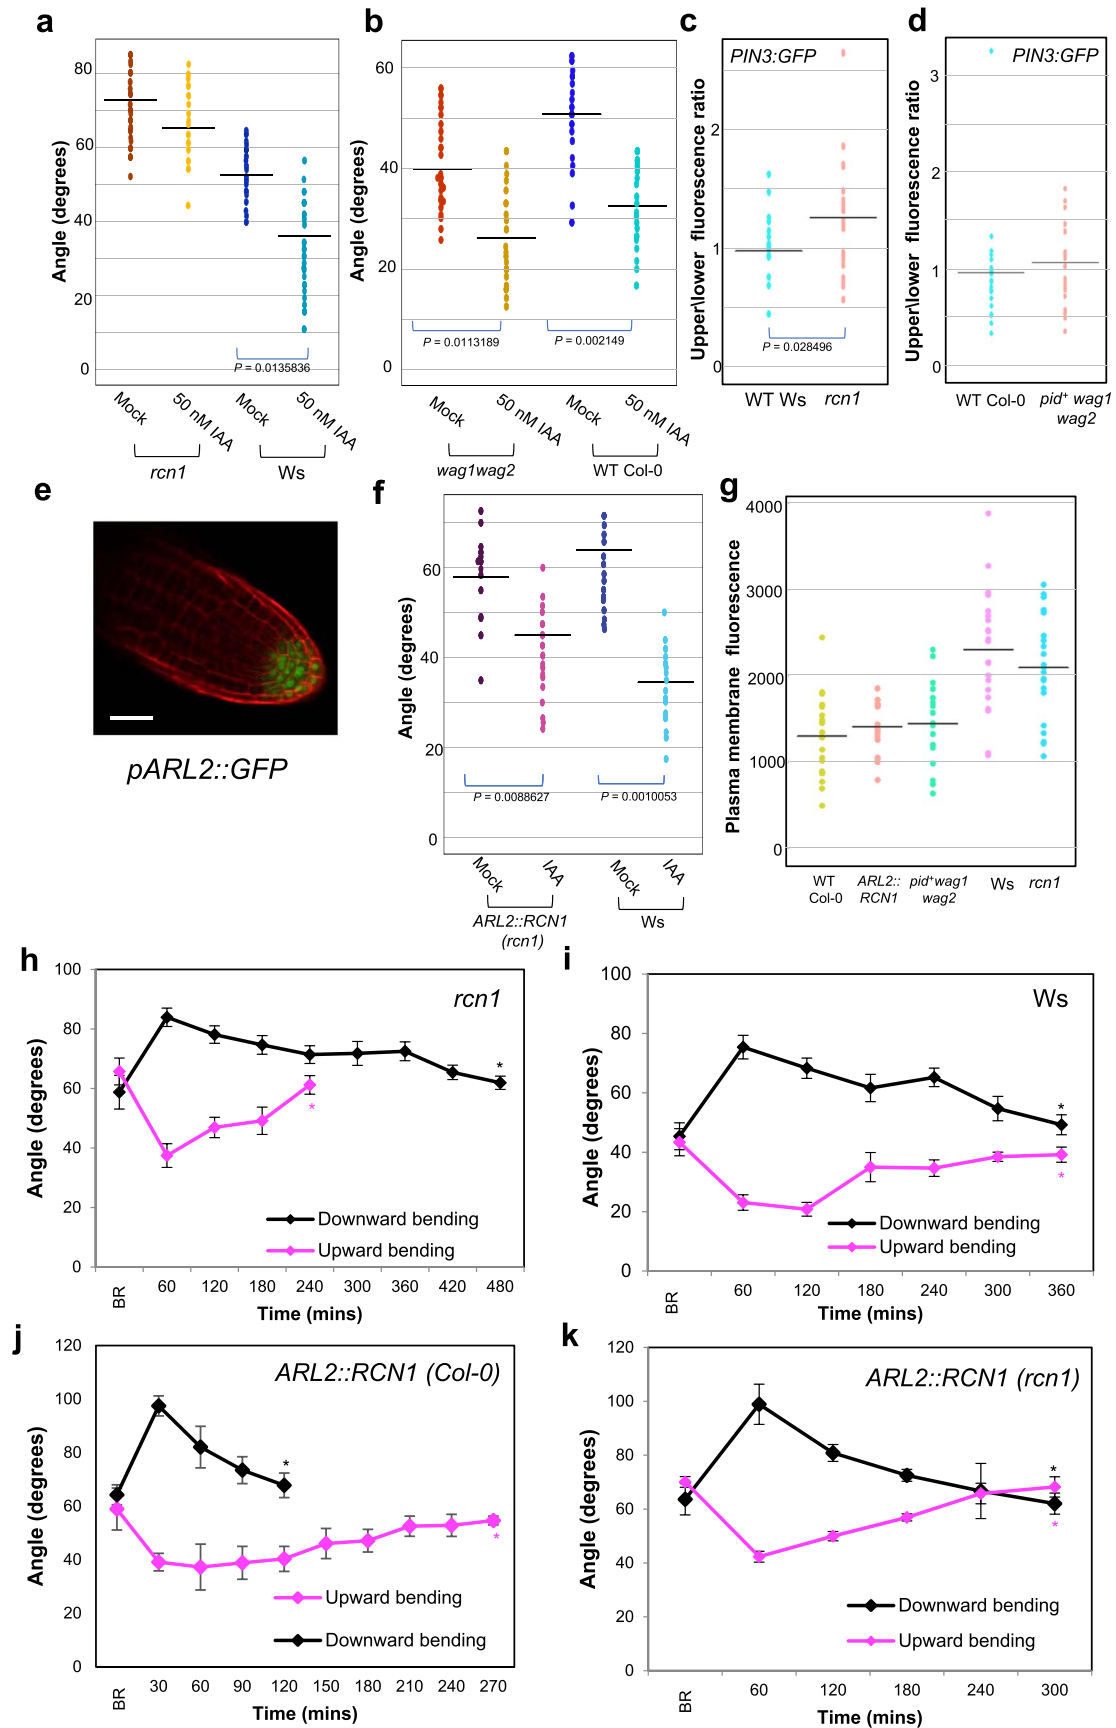 a
80
60
40
20
0
Angle (degrees)
P = 0.0135836
Mock
50 nM IAA
Mock
50 nM IAA
rcn1
Ws
b
60
40
20
0
Angle (degrees)
P = 0.0113189
P = 0.002149
Mock
50 nM IAA
Mock
50 nM IAA
wag1wag2
WT Col-0
c
PIN3:GFP
2
1
0
Upper\lower fluorescence ratio
P = 0.028496
WT Ws
rcn1
d
PIN3:GFP
3
2
1
0
Upper\lower fluorescence ratio
WT Col-0
pid+ wag1
wag2
e
pARL2::GFP
f
60
40
20
0
Angle (degrees)
P = 0.0088627
P = 0.0010053
Mock
IAA
Mock
IAA
ARL2::RCN1
(rcn1)
Ws
g
4000
3000
2000
1000
0
Plasma membrane fluorescence
WT
Col-0
ARL2::
RCN1
pid+wag1
wag2
Ws
rcn1
h
rcn1
100
80
60
40
20
0
Angle (degrees)
*
*
Downward bending
Upward bending
BR 60 120 180 240 300 360 420 480
Time (mins)
i
Ws
100
80
60
40
20
0
Angle (degrees)
*
*
Downward bending
Upward bending
BR 60 120 180 240 300 360
Time (mins)
j
ARL2::RCN1 (Col-0)
120
100
80
60
40
20
0
Angle (degrees)
*
*
Upward bending
Downward bending
BR 30 60 90 120 150 180 210 240 270
Time (mins)
k
ARL2::RCN1 (rcn1)
120
100
80
60
40
20
0
Angle (degrees)
*
*
Downward bending
Upward bending
BR 60 120 180 240 300
Time (mins)